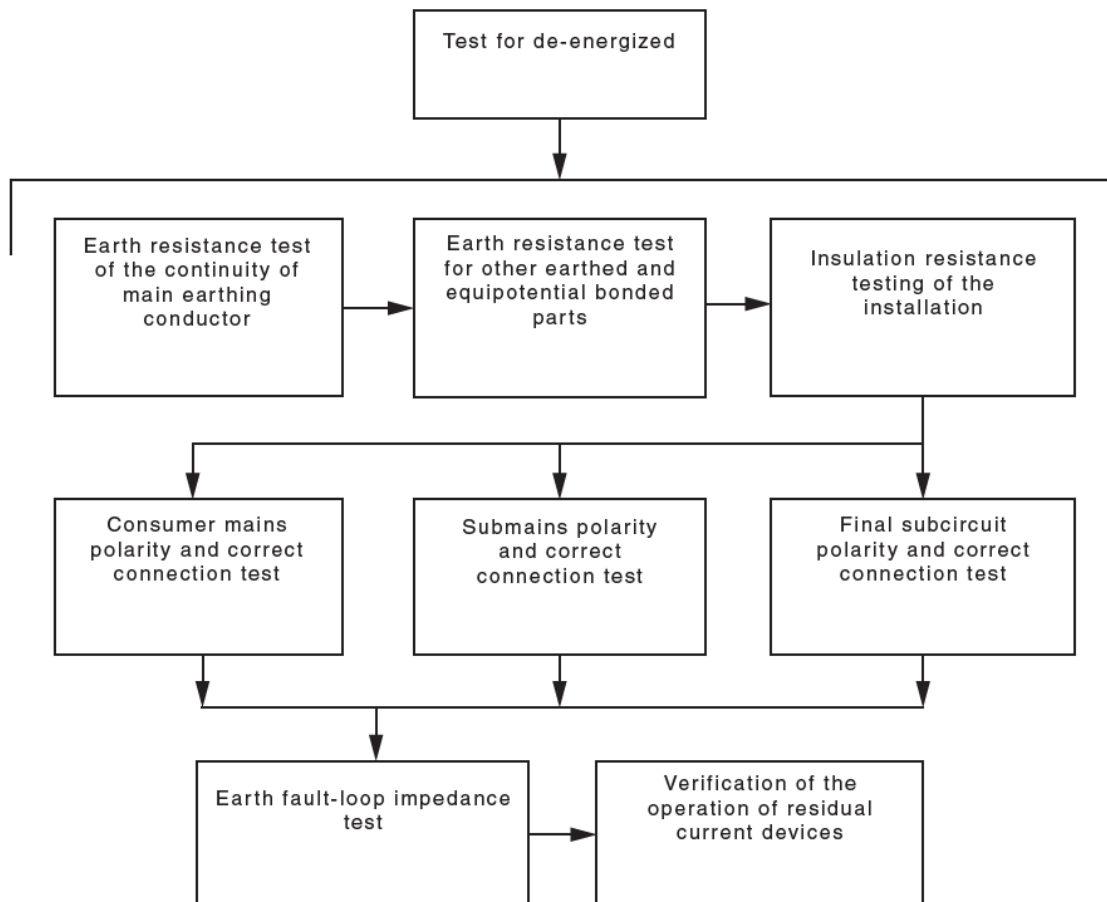 Test for de-energized
Earth resistance test
of the continuity of
main earthing
conductor
Earth resistance test
for other earthed and
equipotential bonded
parts
Insulation resistance
testing of the
installation
Consumer mains
polarity and correct
connection test
Submains polarity
and correct
connection test
Final subcircuit
polarity and correct
connection test
Earth fault-loop impedance
test
Verification of the
operation of residual
current devices